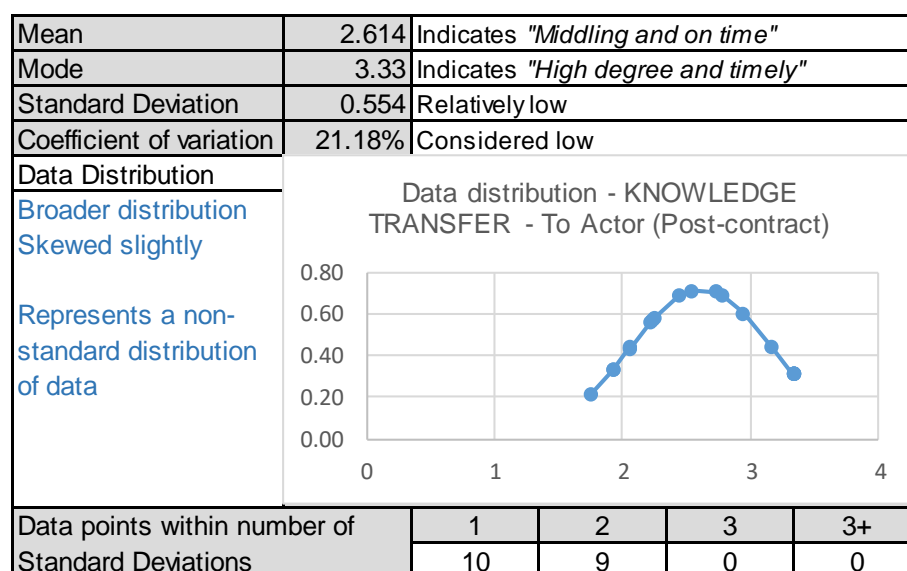 Mean 2.614 Indicates "Middling and on time"
Mode 3.33 Indicates "High degree and timely"
Standard Deviation 0.554 Relatively low
Coefficient of variation 21.18% Considered low
Data Distribution
Broader distribution
Skewed slightly
Represents a non-
standard distribution
of data
Data distribution - KNOWLEDGE
TRANSFER - To Actor (Post-contract)
0.80
0.60
0.40
0.20
0.00
0 1 2 3 4
Data points within number of 1 2 3 3+
Standard Deviations 10 9 0 0